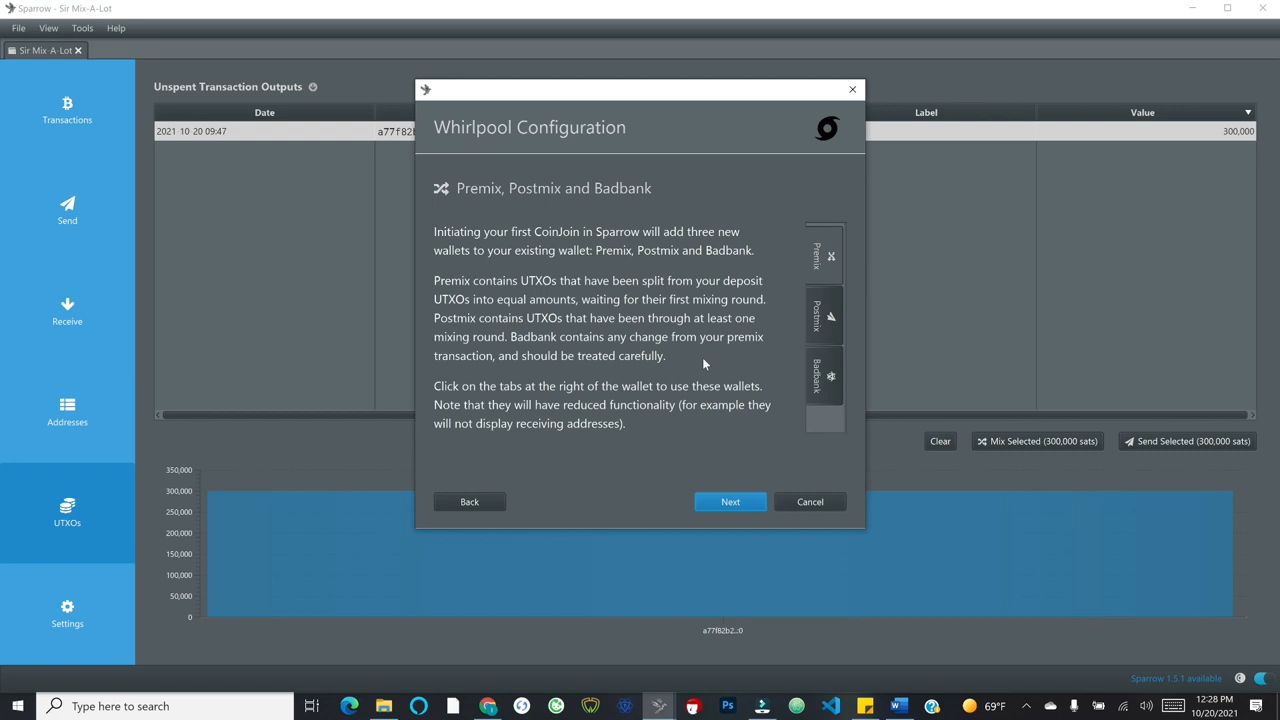 Sparrow - Sir Mix-A-Lot
File View Tools Help
Sir Mix-A-Lot
Transactions
Send
Receive
Addresses
UTXOs
Settings
Unspent Transaction Outputs
Date Label Value
2021-10-20 09:47 a77f82b 300,000
Whirlpool Configuration
Premix, Postmix and Badbank
Initiating your first CoinJoin in Sparrow will add three new
wallets to your existing wallet: Premix, Postmix and Badbank.
Premix contains UTXOs that have been split from your deposit
UTXOs into equal amounts, waiting for their first mixing round.
Postmix contains UTXOs that have been through at least one
mixing round. Badbank contains any change from your premix
transaction, and should be treated carefully.
Click on the tabs at the right of the wallet to use these wallets.
Note that they will have reduced functionality (for example they
will not display receiving addresses).
Premix
Postmix
Badbank
Back Next Cancel
Clear Mix Selected (300,000 sats) Send Selected (300,000 sats)
350,000
300,000
250,000
200,000
150,000
100,000
50,000
0
a77f82b2..:0
Sparrow 1.5.1 available
Type here to search
69°F
12:28 PM
10/20/2021